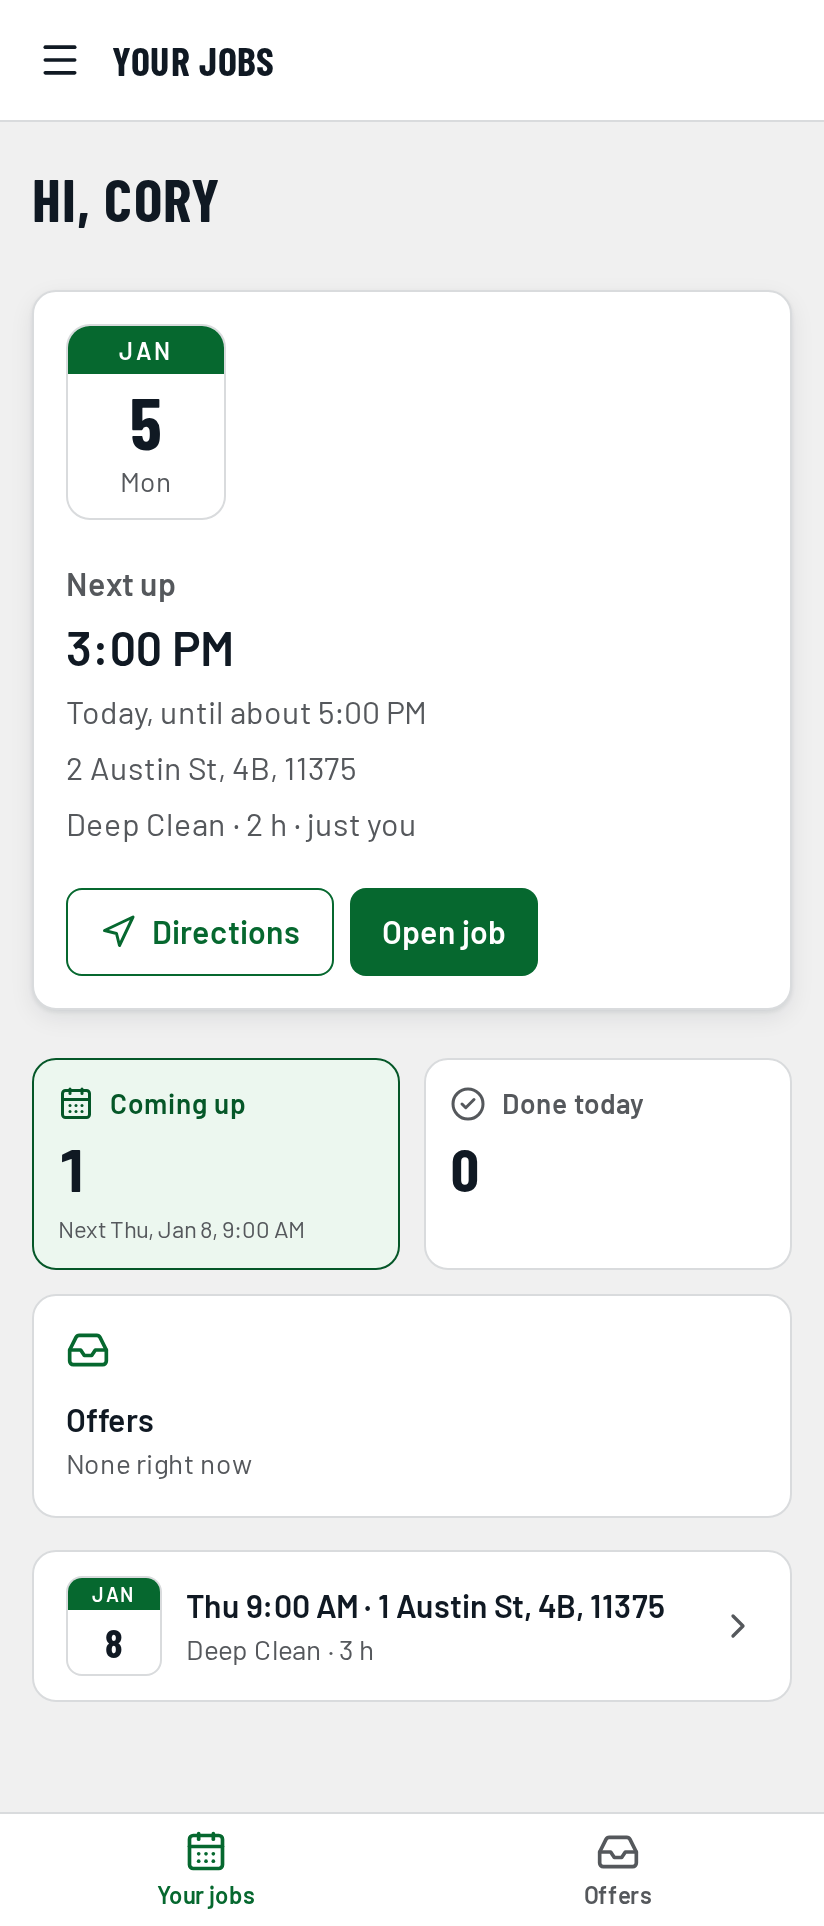 YOUR JOBS
HI, CORY
JAN
5
Mon
Next up
3:00 PM
Today, until about 5:00 PM
2 Austin St, 4B, 11375
Deep Clean · 2 h · just you
Directions
Open job
Coming up
1
Next Thu, Jan 8, 9:00 AM
Done today
0
Offers
None right now
JAN
8
Thu 9:00 AM · 1 Austin St, 4B, 11375
Deep Clean · 3 h
Your jobs
Offers